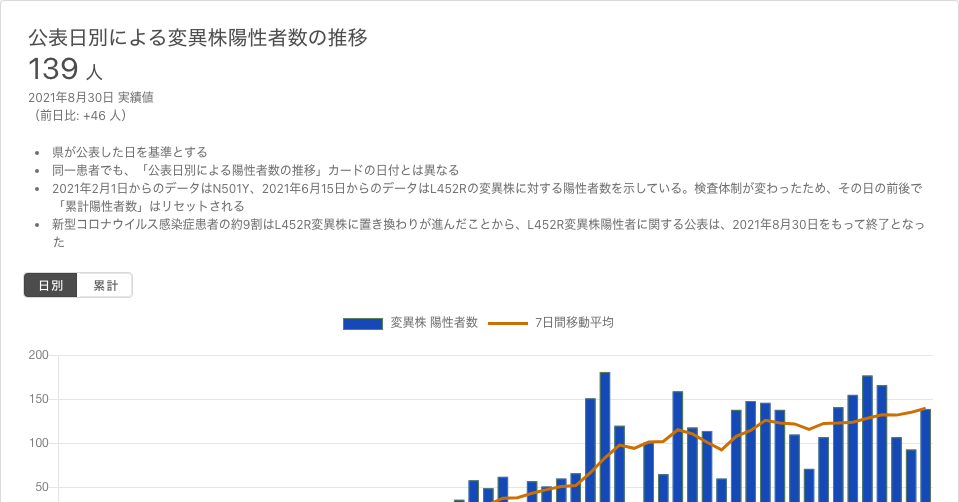 公表日別による変異株陽性者数の推移
139 人
2021年8月30日 実績値
（前日比: +46 人）
• 県が公表した日を基準とする
• 同一患者でも、「公表日別による陽性者数の推移」カードの日付とは異なる
• 2021年2月1日からのデータはN501Y、2021年6月15日からのデータはL452Rの変異株に対する陽性者数を示している。検査体制が変わったため、その日の前後で
「累計陽性者数」はリセットされる
• 新型コロナウイルス感染症患者の約9割はL452R変異株に置き換わりが進んだことから、L452R変異株陽性者に関する公表は、2021年8月30日をもって終了となっ
た
日別 累計
変異株 陽性者数 7日間移動平均
200
150
100
50